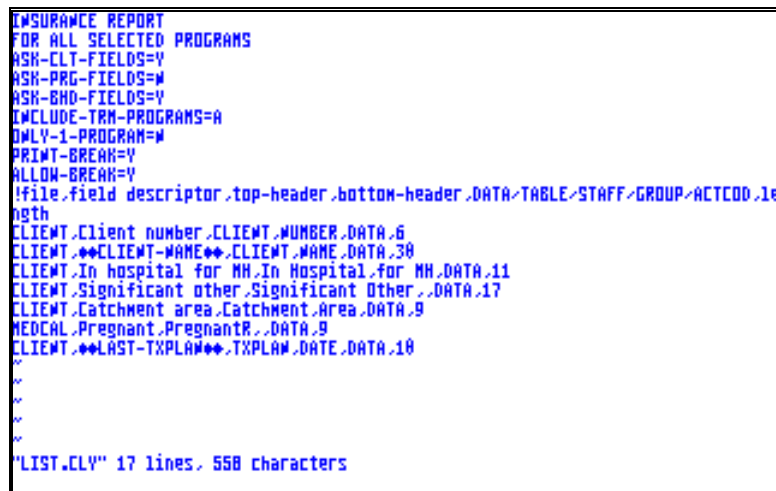 INSURANCE REPORT
FOR ALL SELECTED PROGRAMS
ASK-CLT-FIELDS=Y
ASK-PRG-FIELDS=N
ASK-BHD-FIELDS=Y
INCLUDE-TRM-PROGRAMS=A
ONLY-1-PROGRAM=N
PRINT-BREAK=Y
ALLOW-BREAK=Y
!file,field descriptor,top-header,bottom-header,DATA/TABLE/STAFF/GROUP/ACTCOD,le
ngth
CLIENT,Client number,CLIENT,NUMBER,DATA,6
CLIENT,**CLIENT-NAME**,CLIENT,NAME,DATA,30
CLIENT,In hospital for MH,In Hospital,for MH,DATA,11
CLIENT,Significant other,Significant Other,,DATA,17
CLIENT,Catchment area,Catchment,Area,DATA,9
MEDCAL,Pregnant,PregnantR,,DATA,9
CLIENT,**LAST-TXPLAN**,TXPLAN,DATE,DATA,10
~
~
~
~
~
"LIST.CLY" 17 lines, 558 characters